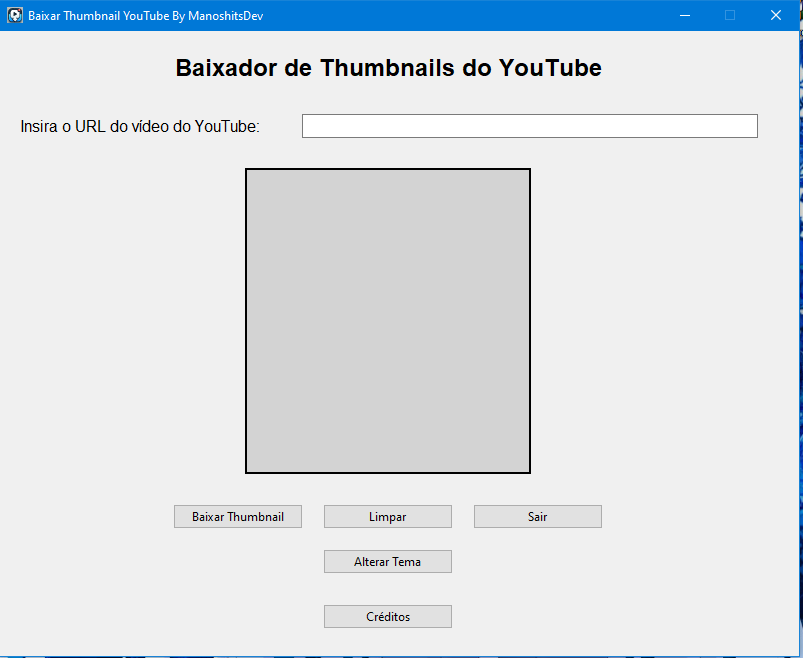 Baixar Thumbnail YouTube By ManoshitsDev
Baixador de Thumbnails do YouTube
Insira o URL do vídeo do YouTube:
Baixar Thumbnail
Limpar
Sair
Alterar Tema
Créditos